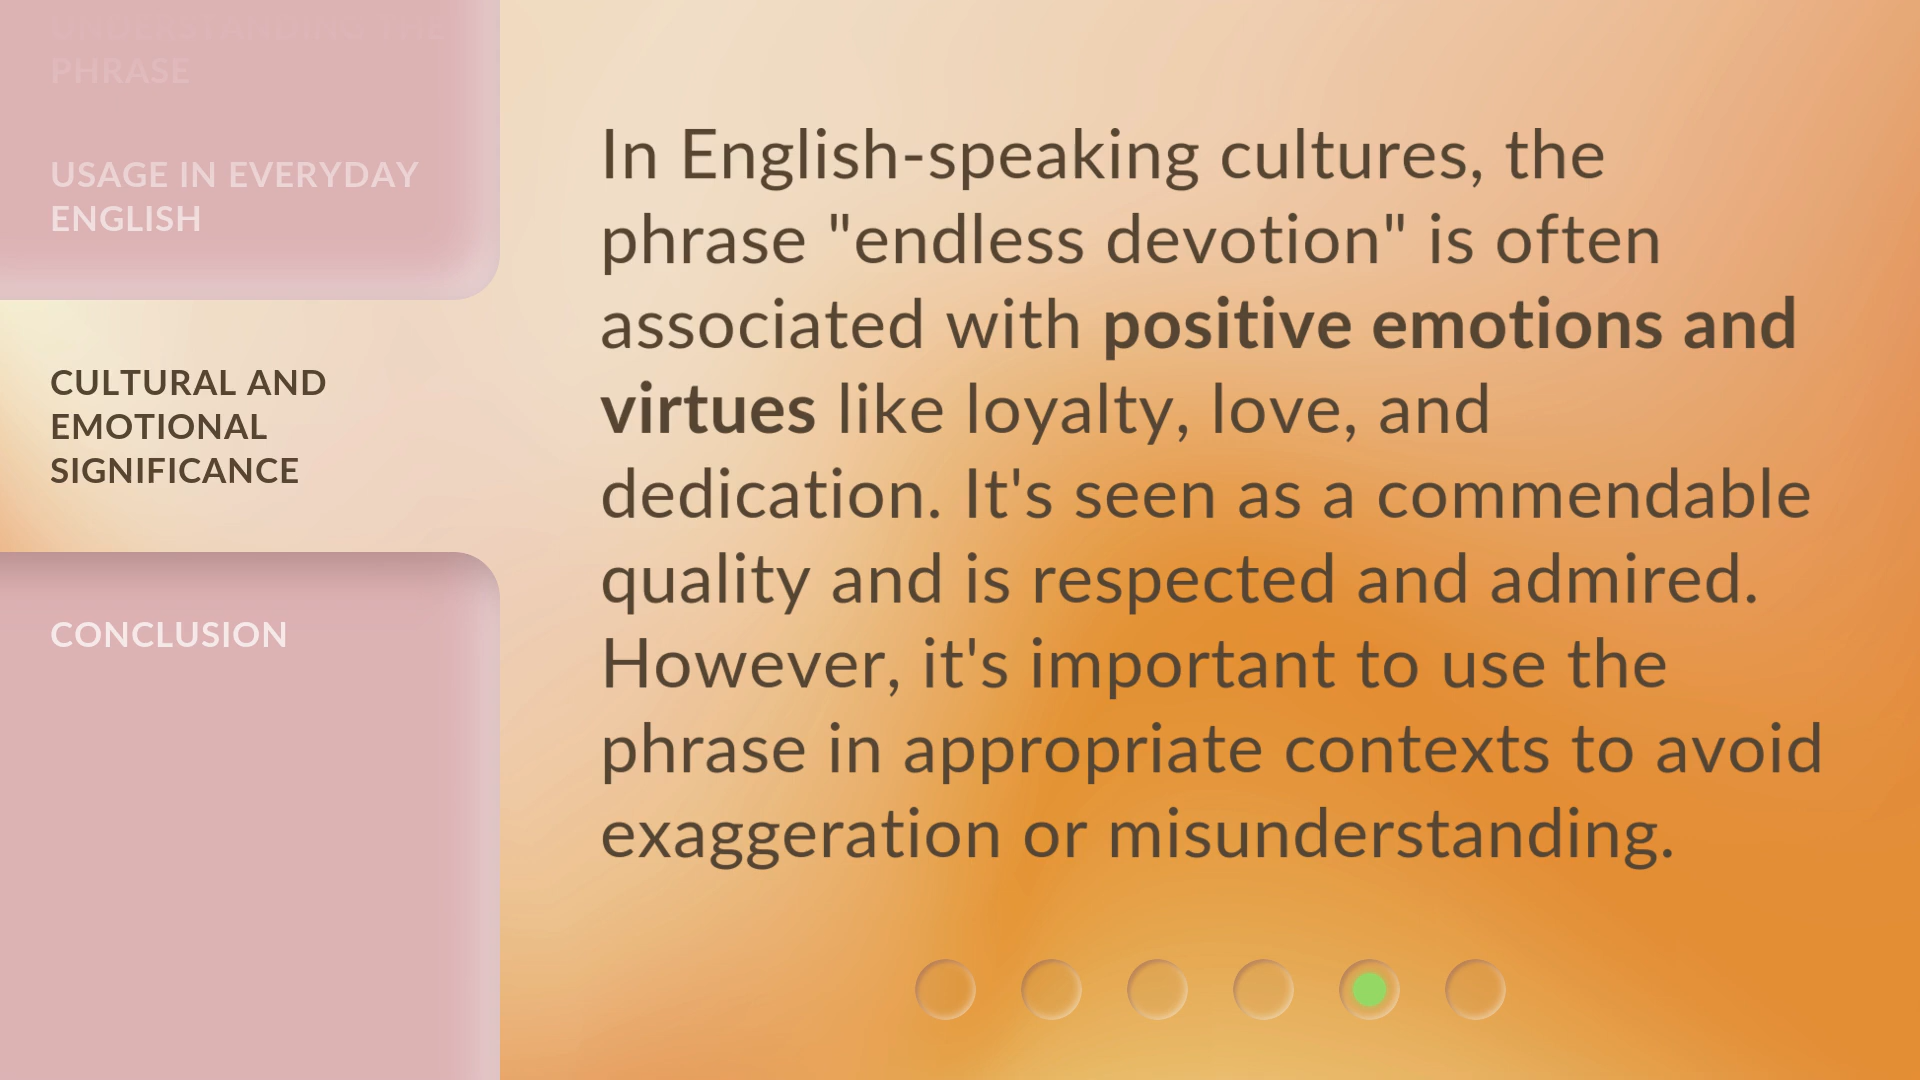 UNDERSTANDING THE
PHRASE
USAGE IN EVERYDAY
ENGLISH
CULTURAL AND
EMOTIONAL
SIGNIFICANCE
CONCLUSION
In English-speaking cultures, the
phrase "endless devotion" is often
associated with positive emotions and
virtues like loyalty, love, and
dedication. It's seen as a commendable
quality and is respected and admired.
However, it's important to use the
phrase in appropriate contexts to avoid
exaggeration or misunderstanding.